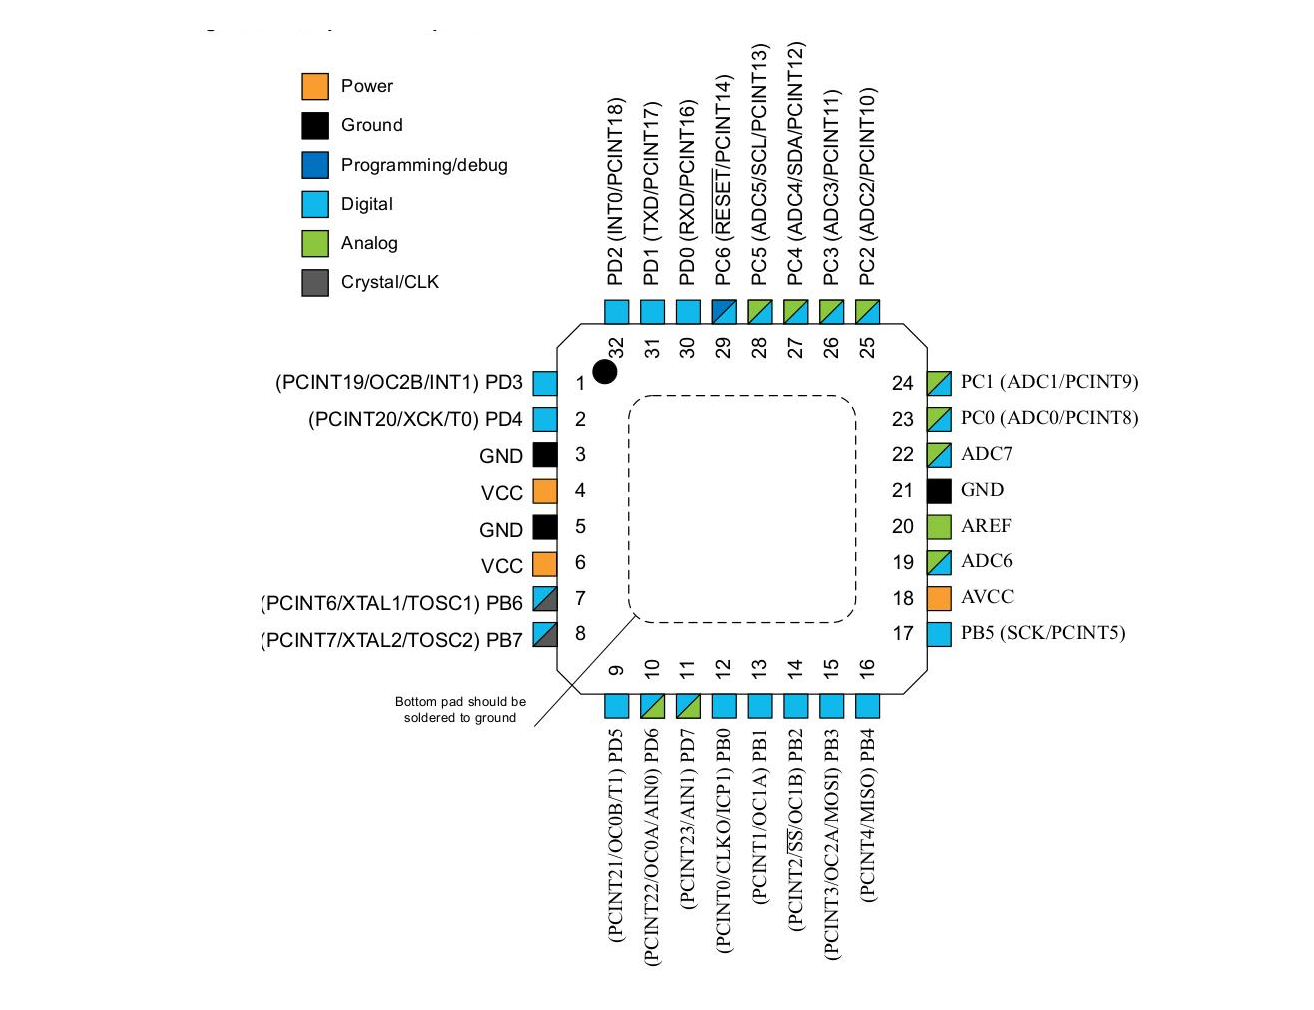 Power
Ground
Programming/debug
Digital
Analog
Crystal/CLK
PD2 (INT0/PCINT18)
PD1 (TXD/PCINT17)
PD0 (RXD/PCINT16)
PC6 (RESET/PCINT14)
PC5 (ADC5/SCL/PCINT13)
PC4 (ADC4/SDA/PCINT12)
PC3 (ADC3/PCINT11)
PC2 (ADC2/PCINT10)
32
31
30
29
28
27
26
25
(PCINT19/OC2B/INT1) PD3
1
(PCINT20/XCK/T0) PD4
2
GND
3
VCC
4
GND
5
VCC
6
(PCINT6/XTAL1/TOSC1) PB6
7
(PCINT7/XTAL2/TOSC2) PB7
8
24
PC1 (ADC1/PCINT9)
23
PC0 (ADC0/PCINT8)
22
ADC7
21
GND
20
AREF
19
ADC6
18
AVCC
17
PB5 (SCK/PCINT5)
9
10
11
12
13
14
15
16
Bottom pad should be
soldered to ground
(PCINT21/OC0B/T1) PD5
(PCINT22/OC0A/AIN0) PD6
(PCINT23/AIN1) PD7
(PCINT0/CLKO/ICP1) PB0
(PCINT1/OC1A) PB1
(PCINT2/SS/OC1B) PB2
(PCINT3/OC2A/MOSI) PB3
(PCINT4/MISO) PB4